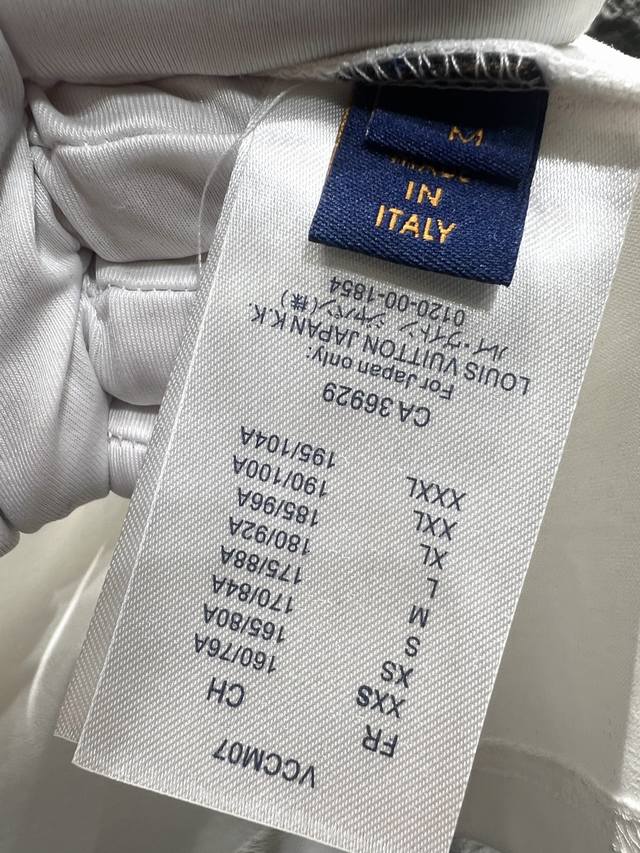 M
IN
ITALY
VCCM07
FR CH
XXS 160/76A
XS 165/80A
S 170/84A
M 175/88A
L 180/92A
XL 185/96A
XXL 190/100A
XXXL 195/104A
CA 36929
For Japan only:
LOUIS VUITTON JAPAN K.K.
ルイ・ヴィトン ジャパン(株)
0120-00-1854